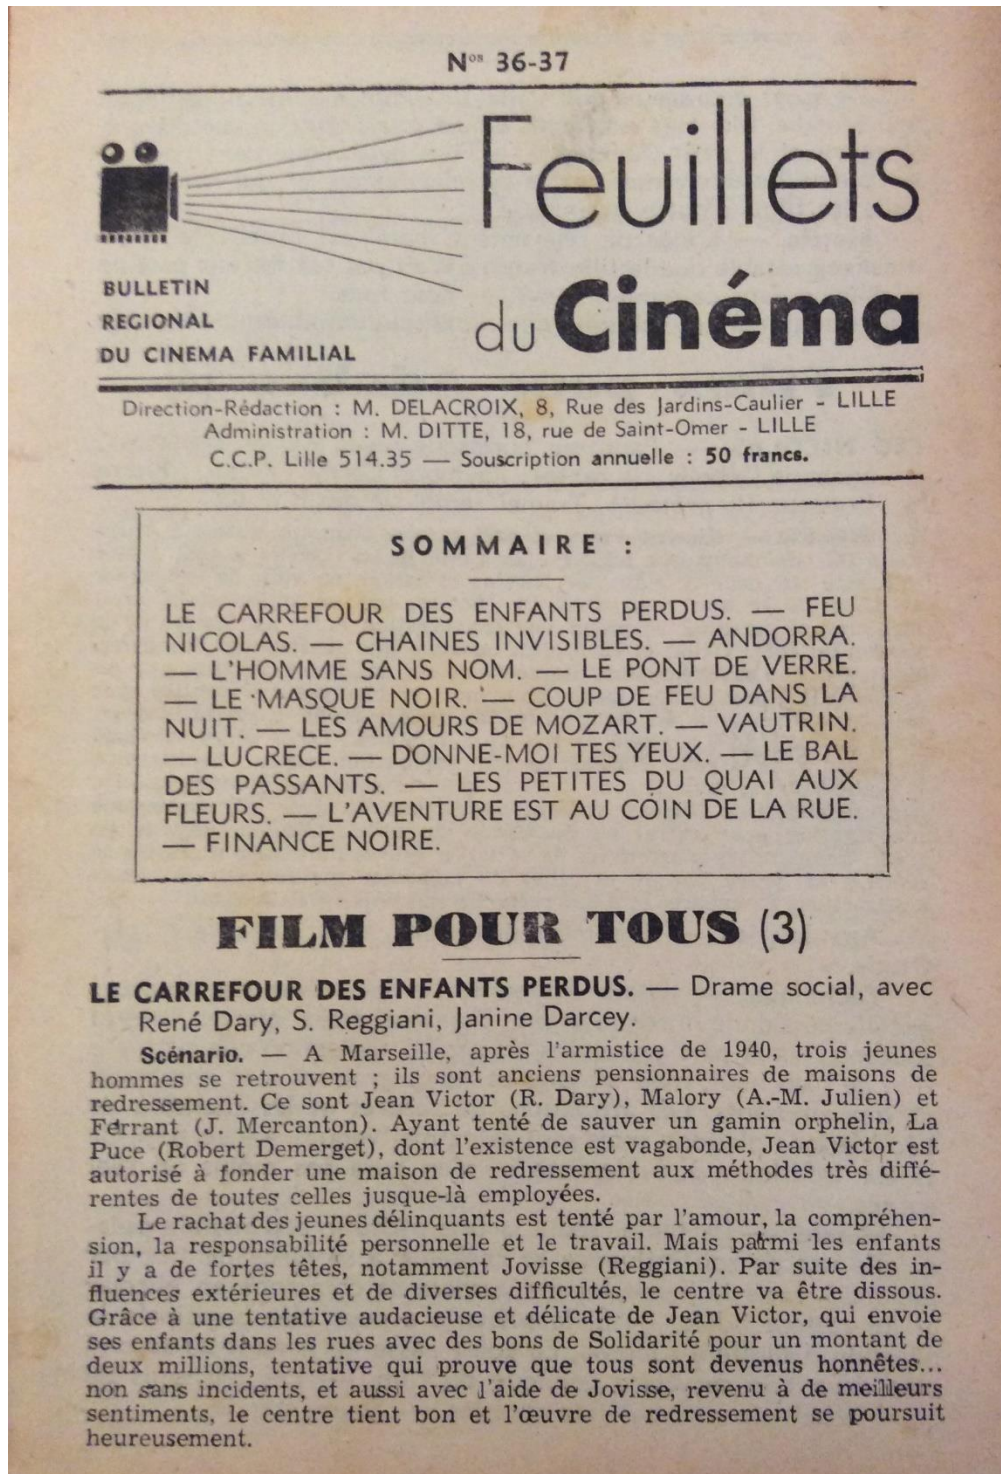 Nos 36-37
Feuillets
du Cinéma
BULLETIN
REGIONAL
DU CINEMA FAMILIAL
Direction-Rédaction : M. DELACROIX, 8, Rue des Jardins-Caulier - LILLE
Administration : M. DITTE, 18, rue de Saint-Omer - LILLE
C.C.P. Lille 514.35 — Souscription annuelle : 50 francs.
SOMMAIRE :
LE CARREFOUR DES ENFANTS PERDUS. — FEU
NICOLAS. — CHAINES INVISIBLES. — ANDORRA.
— L'HOMME SANS NOM. — LE PONT DE VERRE.
— LE MASQUE NOIR. — COUP DE FEU DANS LA
NUIT. — LES AMOURS DE MOZART. — VAUTRIN.
— LUCRECE. — DONNE-MOI TES YEUX. — LE BAL
DES PASSANTS. — LES PETITES DU QUAI AUX
FLEURS. — L'AVENTURE EST AU COIN DE LA RUE.
— FINANCE NOIRE.
FILM POUR TOUS (3)
LE CARREFOUR DES ENFANTS PERDUS. — Drame social, avec
René Dary, S. Reggiani, Janine Darcey.
Scénario. — A Marseille, après l'armistice de 1940, trois jeunes
hommes se retrouvent ; ils sont anciens pensionnaires de maisons de
redressement. Ce sont Jean Victor (R. Dary), Malory (A.-M. Julien) et
Ferrant (J. Mercanton). Ayant tenté de sauver un gamin orphelin, La
Puce (Robert Demerget), dont l'existence est vagabonde, Jean Victor est
autorisé à fonder une maison de redressement aux méthodes très diffé-
rentes de toutes celles jusque-là employées.
Le rachat des jeunes délinquants est tenté par l'amour, la compréhen-
sion, la responsabilité personnelle et le travail. Mais parmi les enfants
il y a de fortes têtes, notamment Jovisse (Reggiani). Par suite des in-
fluences extérieures et de diverses difficultés, le centre va être dissous.
Grâce à une tentative audacieuse et délicate de Jean Victor, qui envoie
ses enfants dans les rues avec des bons de Solidarité pour un montant de
deux millions, tentative qui prouve que tous sont devenus honnêtes...
non sans incidents, et aussi avec l'aide de Jovisse, revenu à de meilleurs
sentiments, le centre tient bon et l'œuvre de redressement se poursuit
heureusement.